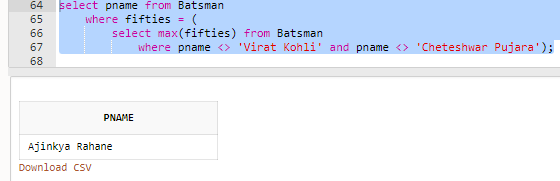 64 select pname from Batsman
65 where fifties = (
66 select max(fifties) from Batsman
67 where pname <> 'Virat Kohli' and pname <> 'Cheteshwar Pujara');
68
PNAME
Ajinkya Rahane
Download CSV